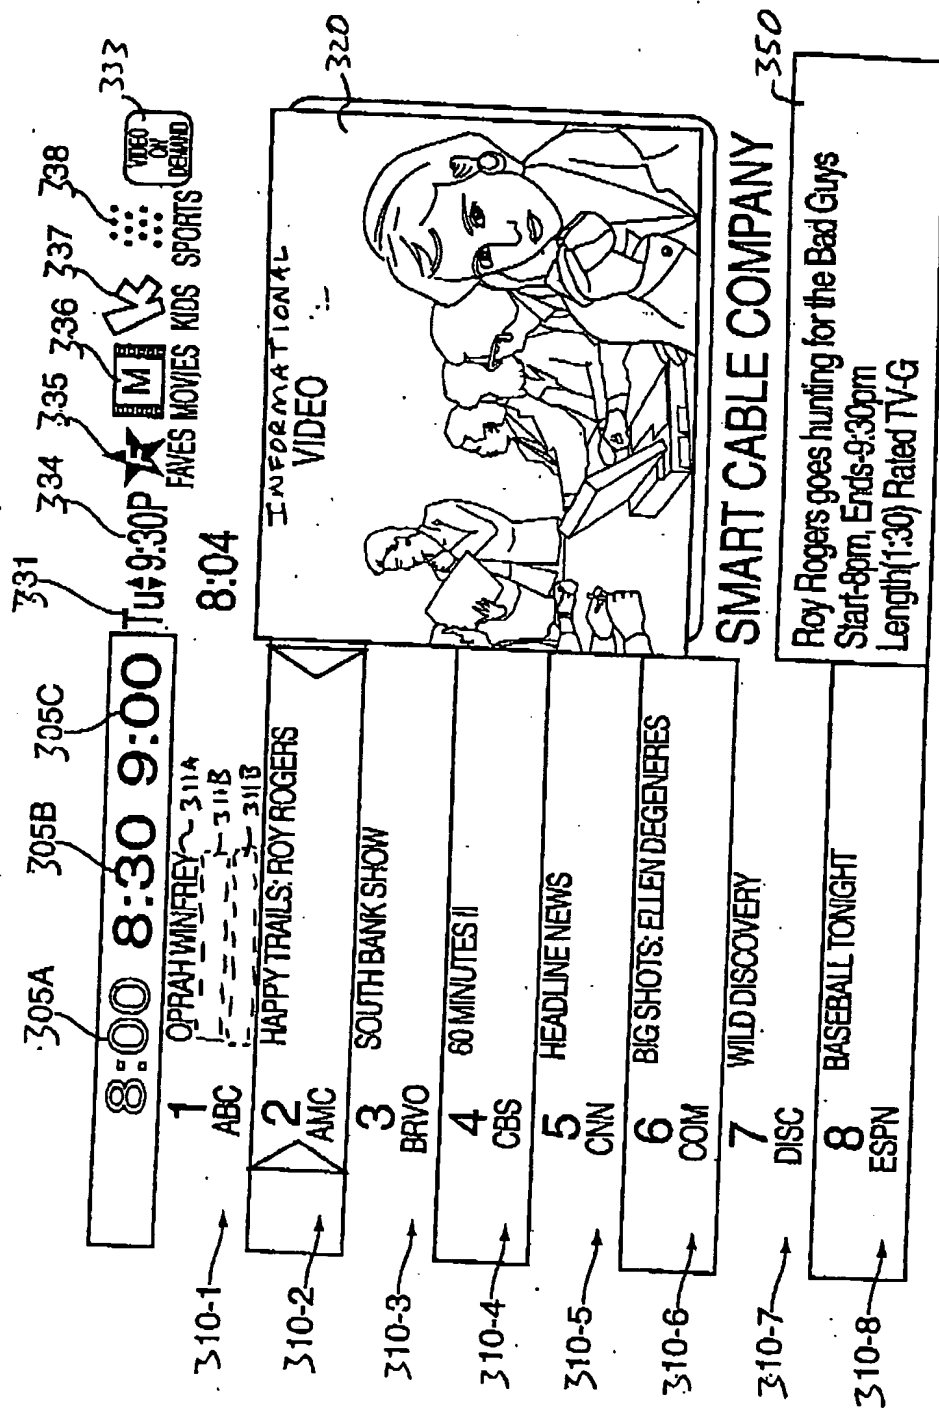 305A
305B
305C
331
334
335
336
337
338
333
8:00 8:30 9:00
Tu 9:30P
F
M
K
VIDEO
ON
DEMAND
FAVES MOVIES KIDS SPORTS
8:04
310-1
1
ABC
OPRAH WINFREY
311A
311B
311B
310-2
2
AMC
HAPPY TRAILS: ROY ROGERS
310-3
3
BRVO
SOUTH BANK SHOW
310-4
4
CBS
60 MINUTES II
310-5
5
CNN
HEADLINE NEWS
310-6
6
COM
BIG SHOTS: ELLEN DEGENERES
310-7
7
DISC
WILD DISCOVERY
310-8
8
ESPN
BASEBALL TONIGHT
320
INFORMATIONAL
VIDEO
SMART CABLE COMPANY
350
Roy Rogers goes hunting for the Bad Guys
Start-8pm, Ends-9:30pm
Length(1:30) Rated TV-G